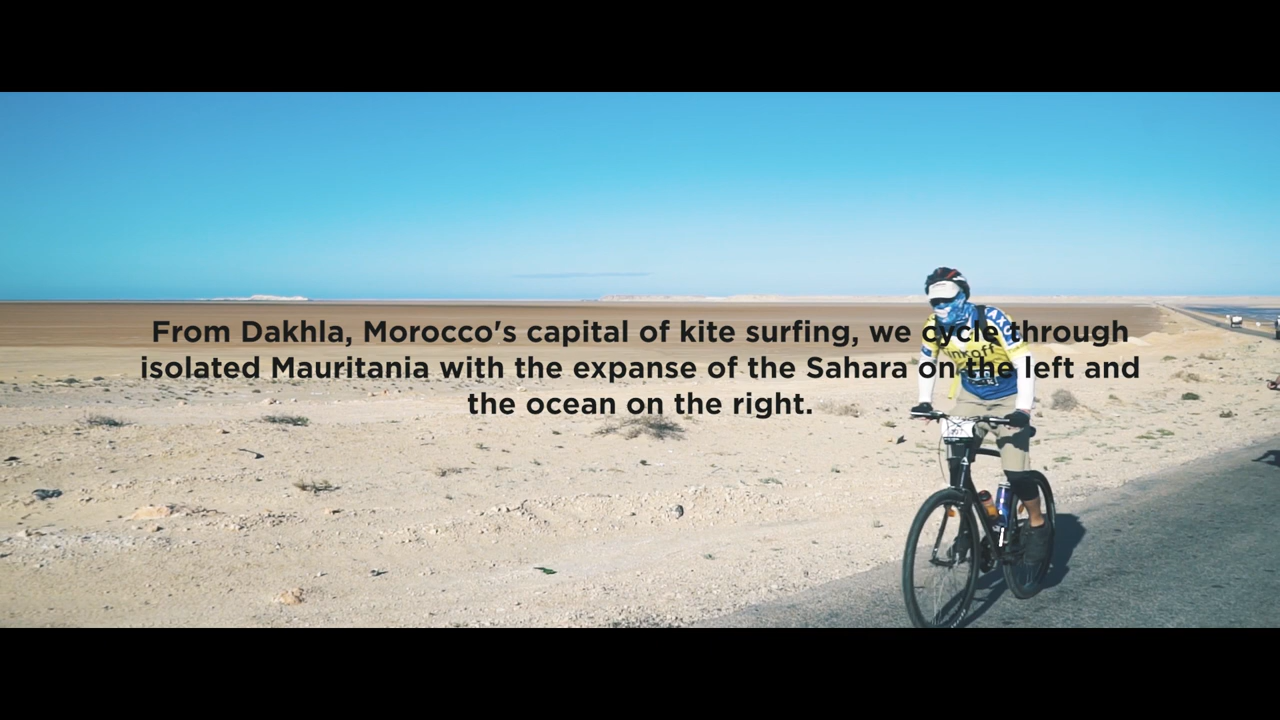 From Dakhla, Morocco's capital of kite surfing, we cycle through
isolated Mauritania with the expanse of the Sahara on the left and
the ocean on the right.
nkoff